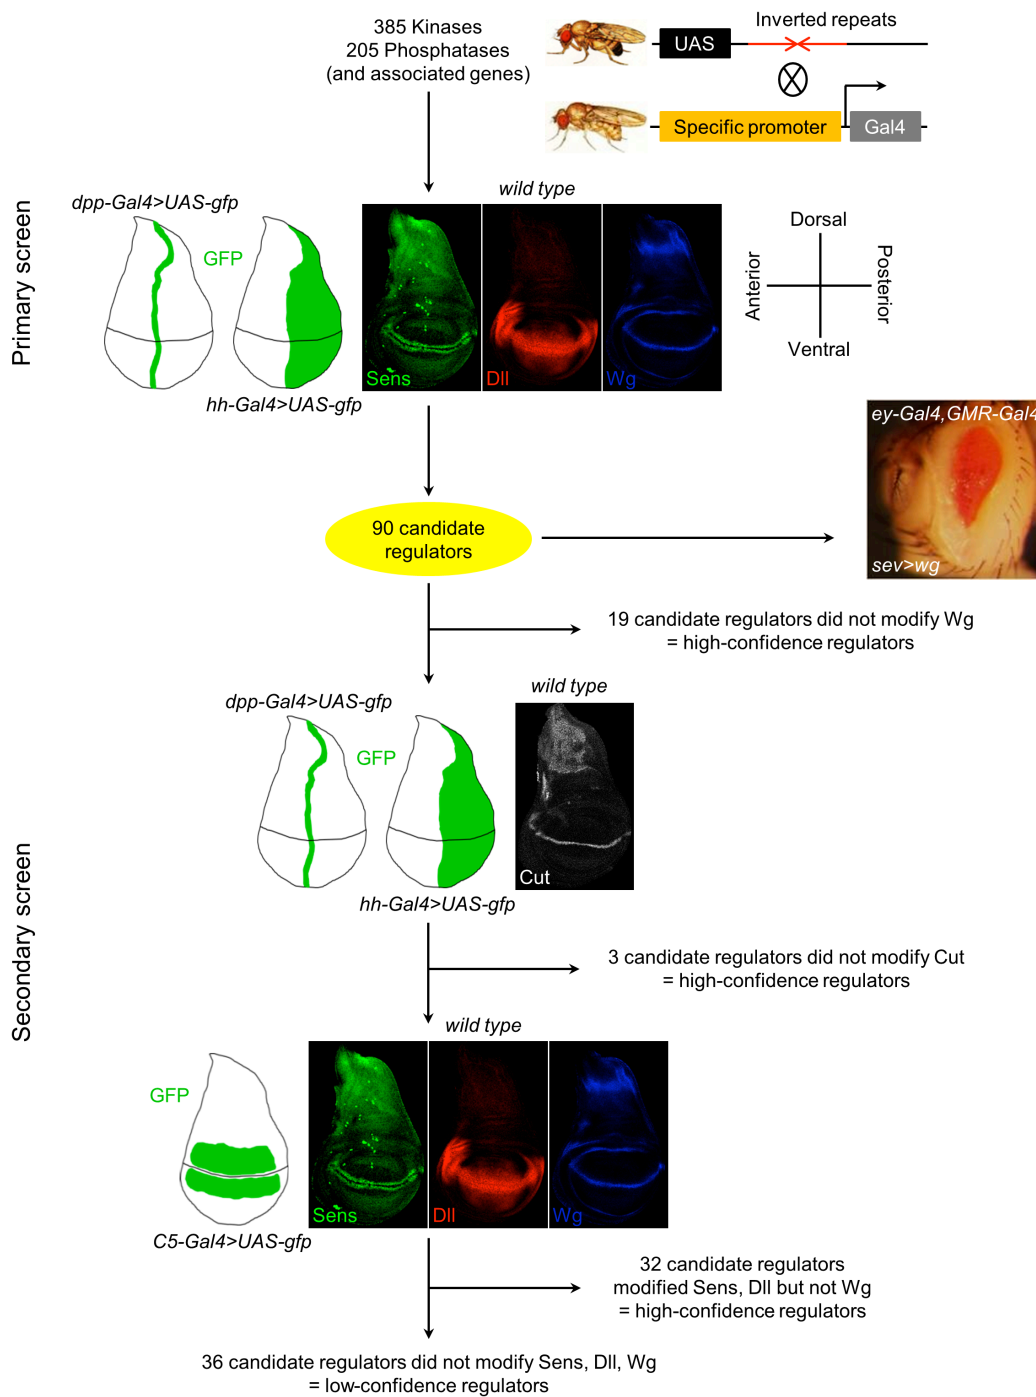 385 Kinases
205 Phosphatases
(and associated genes)
Inverted repeats
UAS
Specific promoter
Gal4
Primary screen
dpp-Gal4>UAS-gfp
GFP
hh-Gal4>UAS-gfp
wild type
Sens
Dll
Wg
Dorsal
Anterior
Posterior
Ventral
90 candidate
regulators
ey-Gal4,GMR-Gal4
sev>wg
19 candidate regulators did not modify Wg
= high-confidence regulators
Secondary screen
dpp-Gal4>UAS-gfp
GFP
hh-Gal4>UAS-gfp
wild type
Cut
3 candidate regulators did not modify Cut
= high-confidence regulators
wild type
GFP
C5-Gal4>UAS-gfp
Sens
Dll
Wg
32 candidate regulators
modified Sens, Dll but not Wg
= high-confidence regulators
36 candidate regulators did not modify Sens, Dll, Wg
= low-confidence regulators